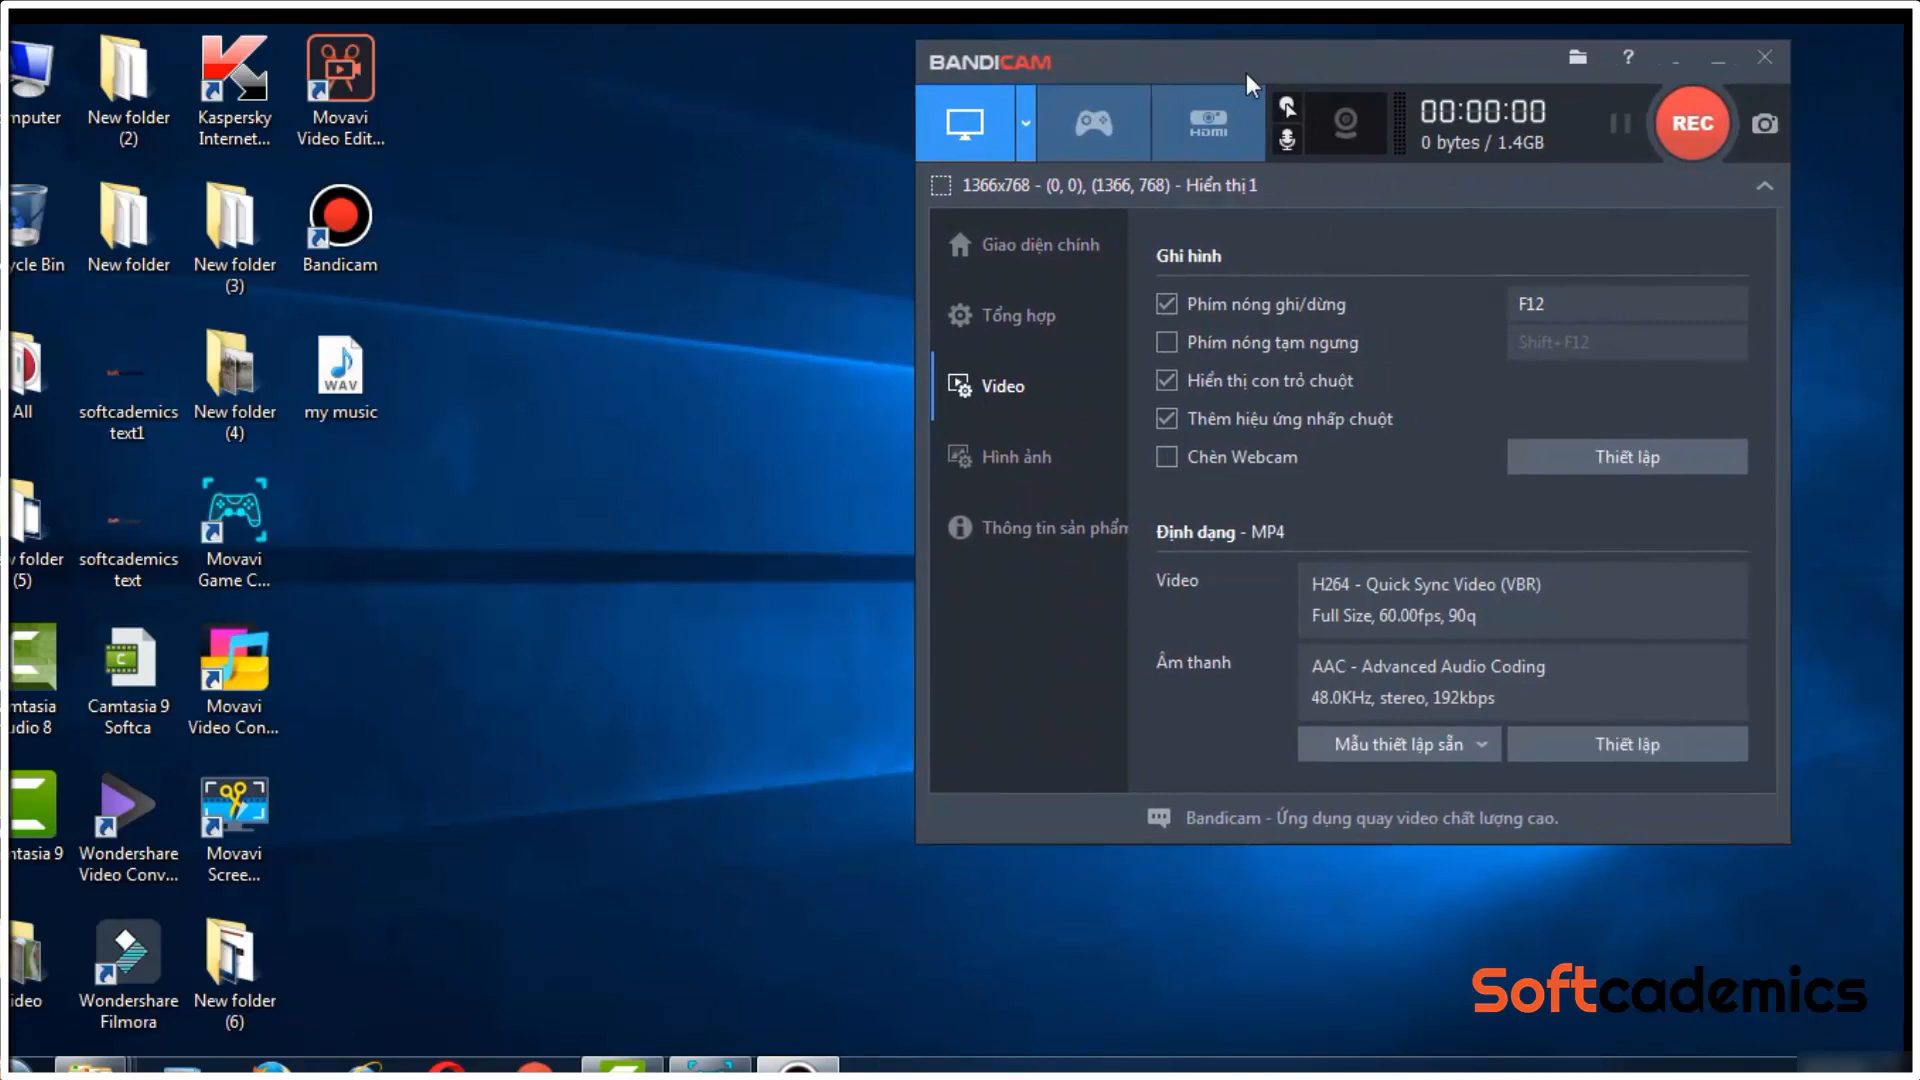 mputer
New folder
(2)
Kaspersky
Internet...
Movavi
Video Edit...
ycle Bin
New folder
New folder
(3)
Bandicam
All
softcademics
text1
New folder
(4)
WAV
my music
w folder
(5)
softcademics
text
Movavi
Game C...
mtasia
udio 8
Camtasia 9
Softca
Movavi
Video Con...
ntasia 9
Wondershare
Video Conv...
Movavi
Scree...
ideo
Wondershare
Filmora
New folder
(6)
BANDICAM
?
HDMI
00:00:00
0 bytes / 1.4GB
REC
1366x768 - (0, 0), (1366, 768) - Hiển thị 1
Giao diện chính
Tổng hợp
Video
Hình ảnh
Thông tin sản phẩm
Ghi hình
Phím nóng ghi/dừng
F12
Phím nóng tạm ngưng
Shift+F12
Hiển thị con trỏ chuột
Thêm hiệu ứng nhấp chuột
Chèn Webcam
Thiết lập
Định dạng - MP4
Video
H264 - Quick Sync Video (VBR)
Full Size, 60.00fps, 90q
Âm thanh
AAC - Advanced Audio Coding
48.0KHz, stereo, 192kbps
Mẫu thiết lập sẵn
Thiết lập
Bandicam - Ứng dụng quay video chất lượng cao.
Softcademics